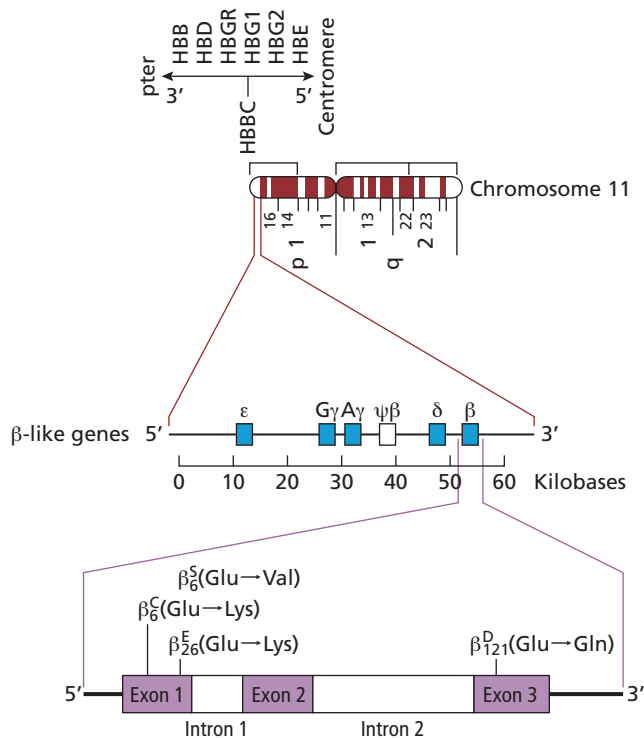 HBB HBD HBGR HBG1 HBG2 HBE
pter
3′ 5′
Centromere
HBBC
Chromosome 11
16 14 11 13 22 23
p 1 1 q 2
ε Gγ Aγ ψβ δ β
β-like genes 5′ 3′
0 10 20 30 40 50 60 Kilobases
β₆ˢ(Glu→Val)
β₆ᶜ(Glu→Lys)
β₂₆ᴱ(Glu→Lys) β₁₂₁ᴰ(Glu→Gln)
5′ Exon 1 Exon 2 Exon 3 3′
Intron 1 Intron 2